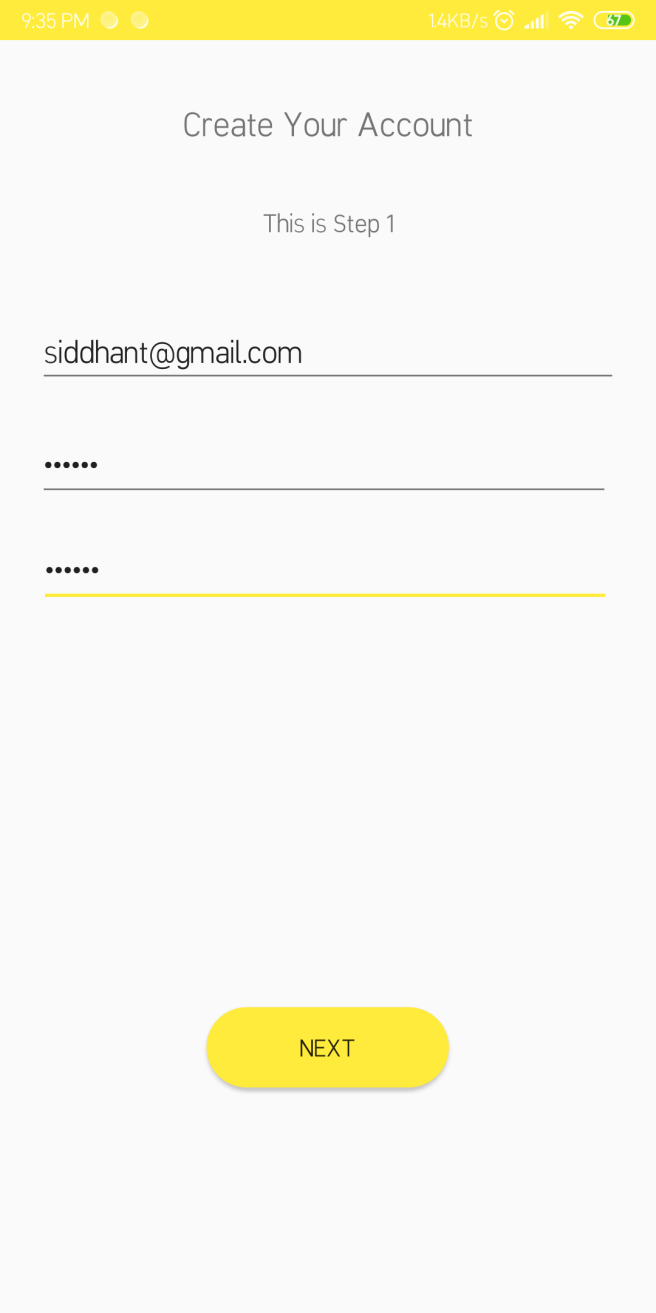 9:35 PM 1.4KB/s 67
Create Your Account
This is Step 1
siddhant@gmail.com
••••••
••••••
NEXT